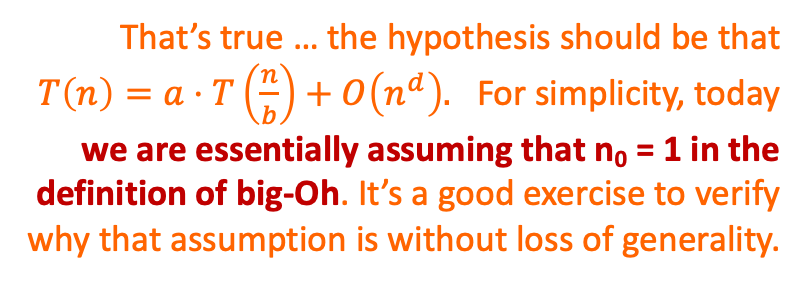 That's true … the hypothesis should be that
T(n) = a · T(n/b) + O(n^d). For simplicity, today
we are essentially assuming that n₀ = 1 in the
definition of big-Oh. It's a good exercise to verify
why that assumption is without loss of generality.